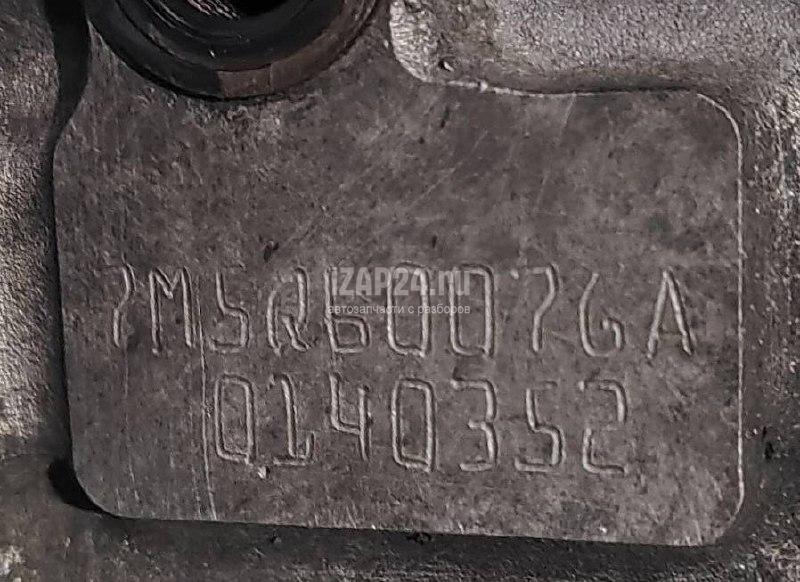 7M5Q6007GA
0140352
iZAP24.ru
автозапчасти с разборов